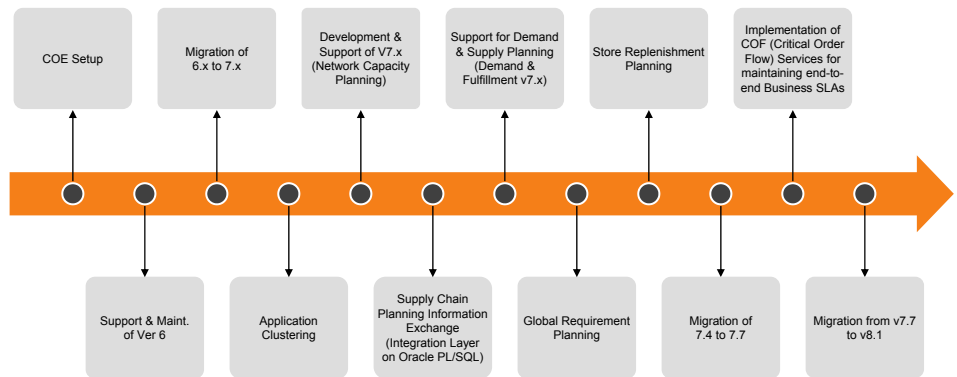 COE Setup
Migration of
6.x to 7.x
Development &
Support of V7.x
(Network Capacity
Planning)
Support for Demand
& Supply Planning
(Demand &
Fulfillment v7.x)
Store Replenishment
Planning
Implementation of
COF (Critical Order
Flow) Services for
maintaining end-to-
end Business SLAs
Support & Maint.
of Ver 6
Application
Clustering
Supply Chain
Planning Information
Exchange
(Integration Layer
on Oracle PL/SQL)
Global Requirement
Planning
Migration of
7.4 to 7.7
Migration from v7.7
to v8.1